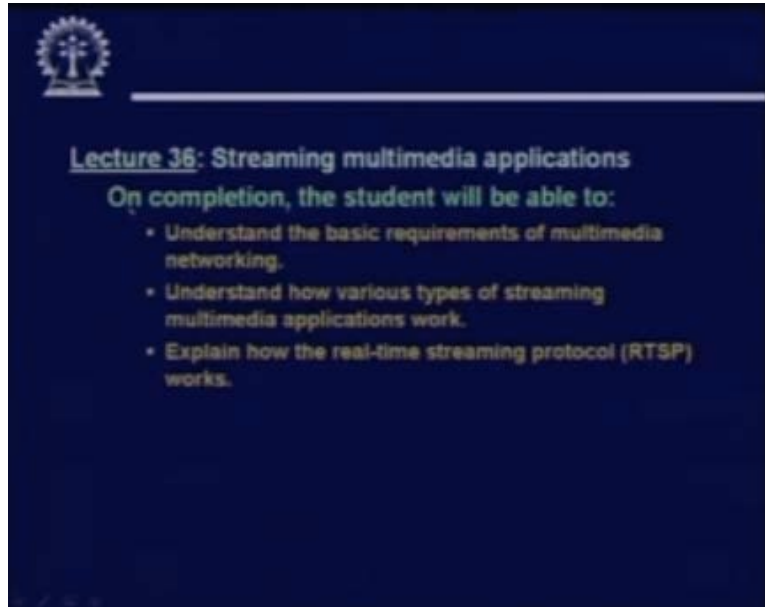 Lecture 36: Streaming multimedia applications
On completion, the student will be able to:
• Understand the basic requirements of multimedia
networking.
• Understand how various types of streaming
multimedia applications work.
• Explain how the real-time streaming protocol (RTSP)
works.